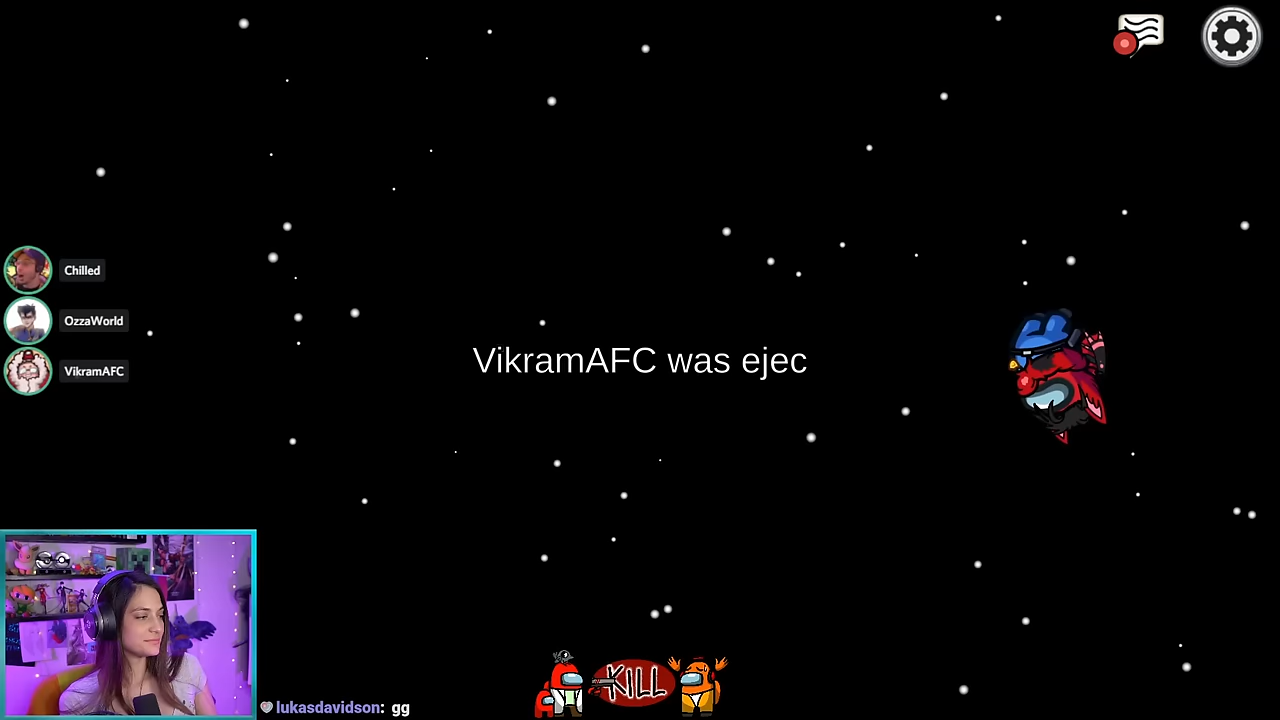 Chilled
OzzaWorld
VikramAFC
VikramAFC was ejec
KILL
lukasdavidson: gg